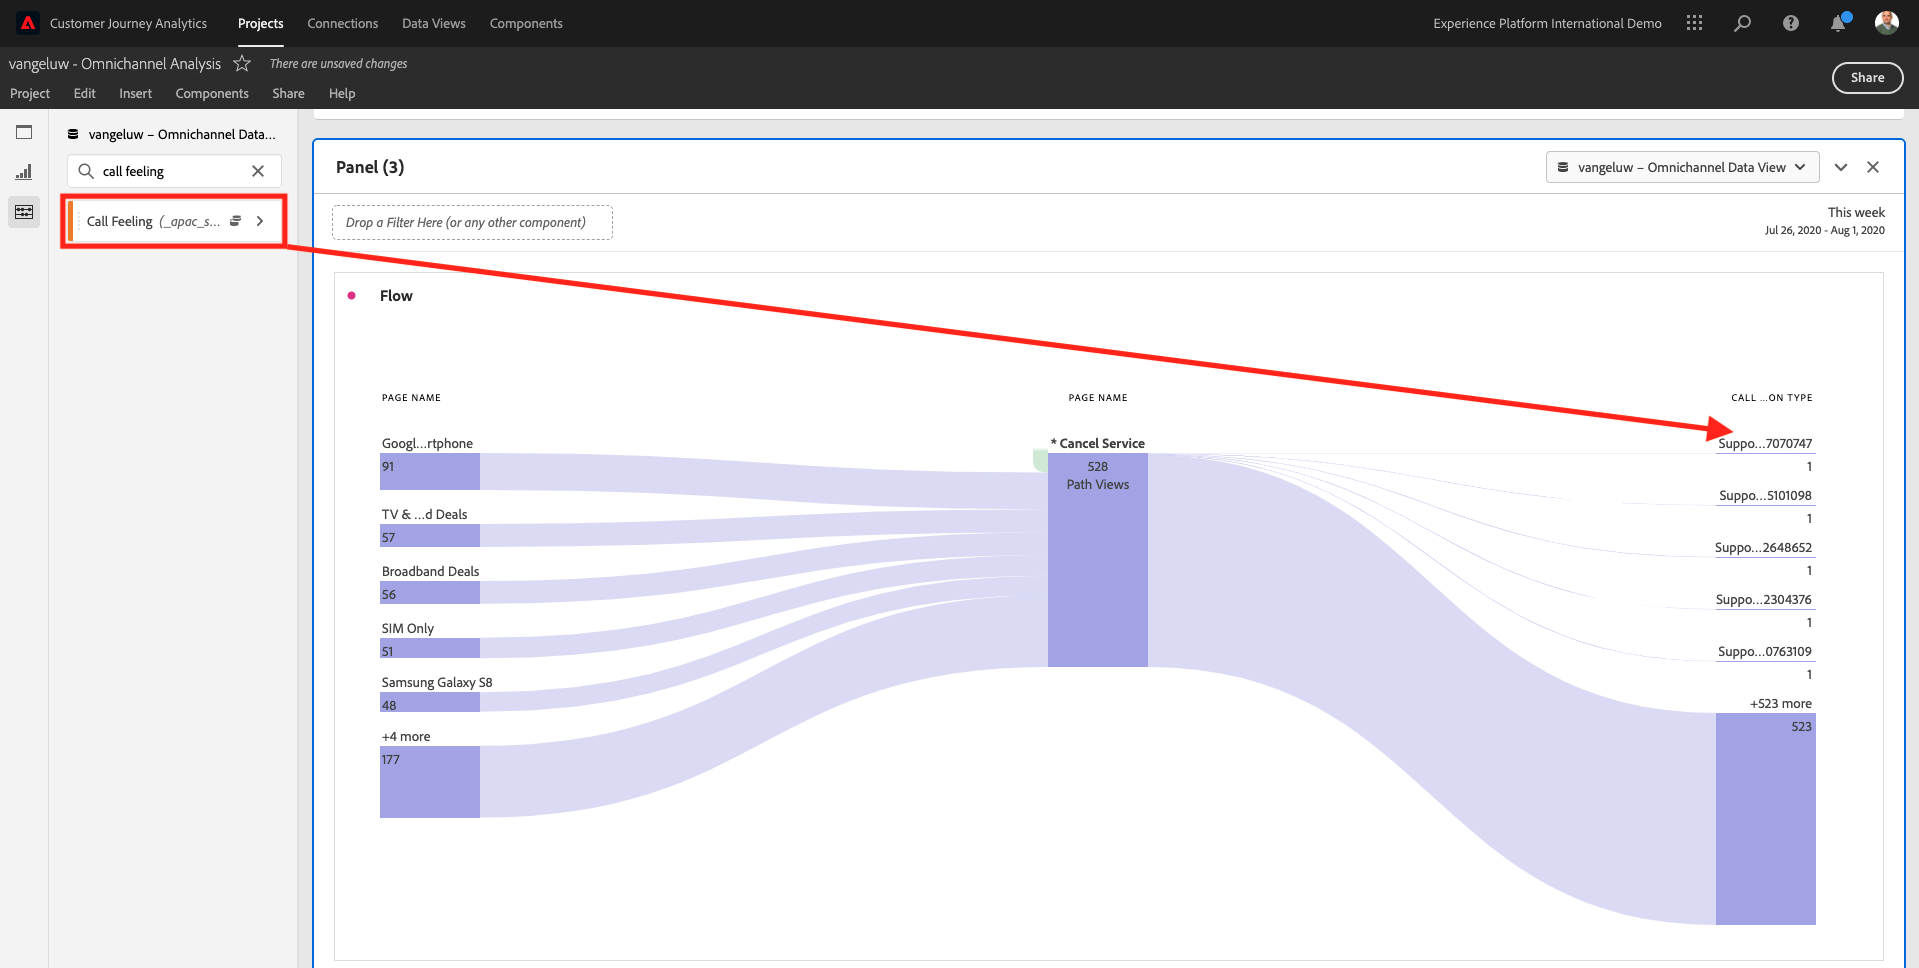 Customer Journey Analytics
Projects
Connections
Data Views
Components
Experience Platform International Demo
vangeluw - Omnichannel Analysis
There are unsaved changes
Share
Project
Edit
Insert
Components
Share
Help
vangeluw – Omnichannel Data...
call feeling
Call Feeling (_apac_s...
Panel (3)
vangeluw – Omnichannel Data View
Drop a Filter Here (or any other component)
This week
Jul 26, 2020 - Aug 1, 2020
Flow
PAGE NAME
Googl...rtphone
91
TV & ...d Deals
57
Broadband Deals
56
SIM Only
51
Samsung Galaxy S8
48
+4 more
177
PAGE NAME
* Cancel Service
528
Path Views
CALL ...ON TYPE
Suppo...7070747
1
Suppo...5101098
1
Suppo...2648652
1
Suppo...2304376
1
Suppo...0763109
1
+523 more
523